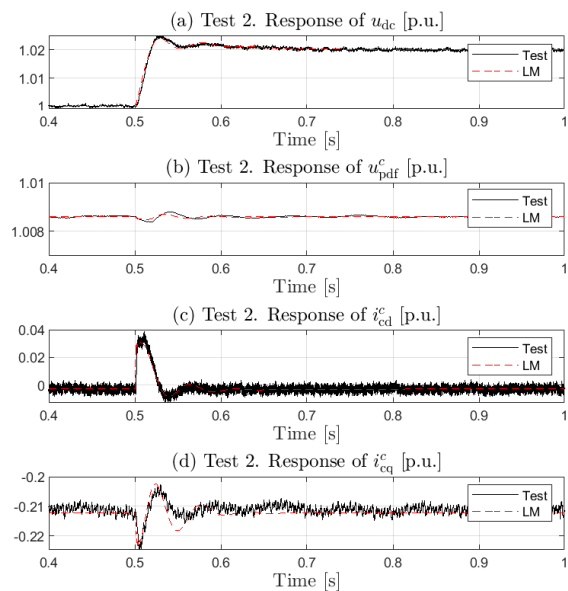 (a) Test 2. Response of u_dc [p.u.]
1.02
1.01
1
Test
LM
0.4 0.5 0.6 0.7 0.8 0.9 1
Time [s]
(b) Test 2. Response of u^c_pdf [p.u.]
1.01
1.008
Test
LM
0.4 0.5 0.6 0.7 0.8 0.9 1
Time [s]
(c) Test 2. Response of i^c_cd [p.u.]
0.04
0.02
0
Test
LM
0.4 0.5 0.6 0.7 0.8 0.9 1
Time [s]
(d) Test 2. Response of i^c_cq [p.u.]
-0.2
-0.21
-0.22
Test
LM
0.4 0.5 0.6 0.7 0.8 0.9 1
Time [s]